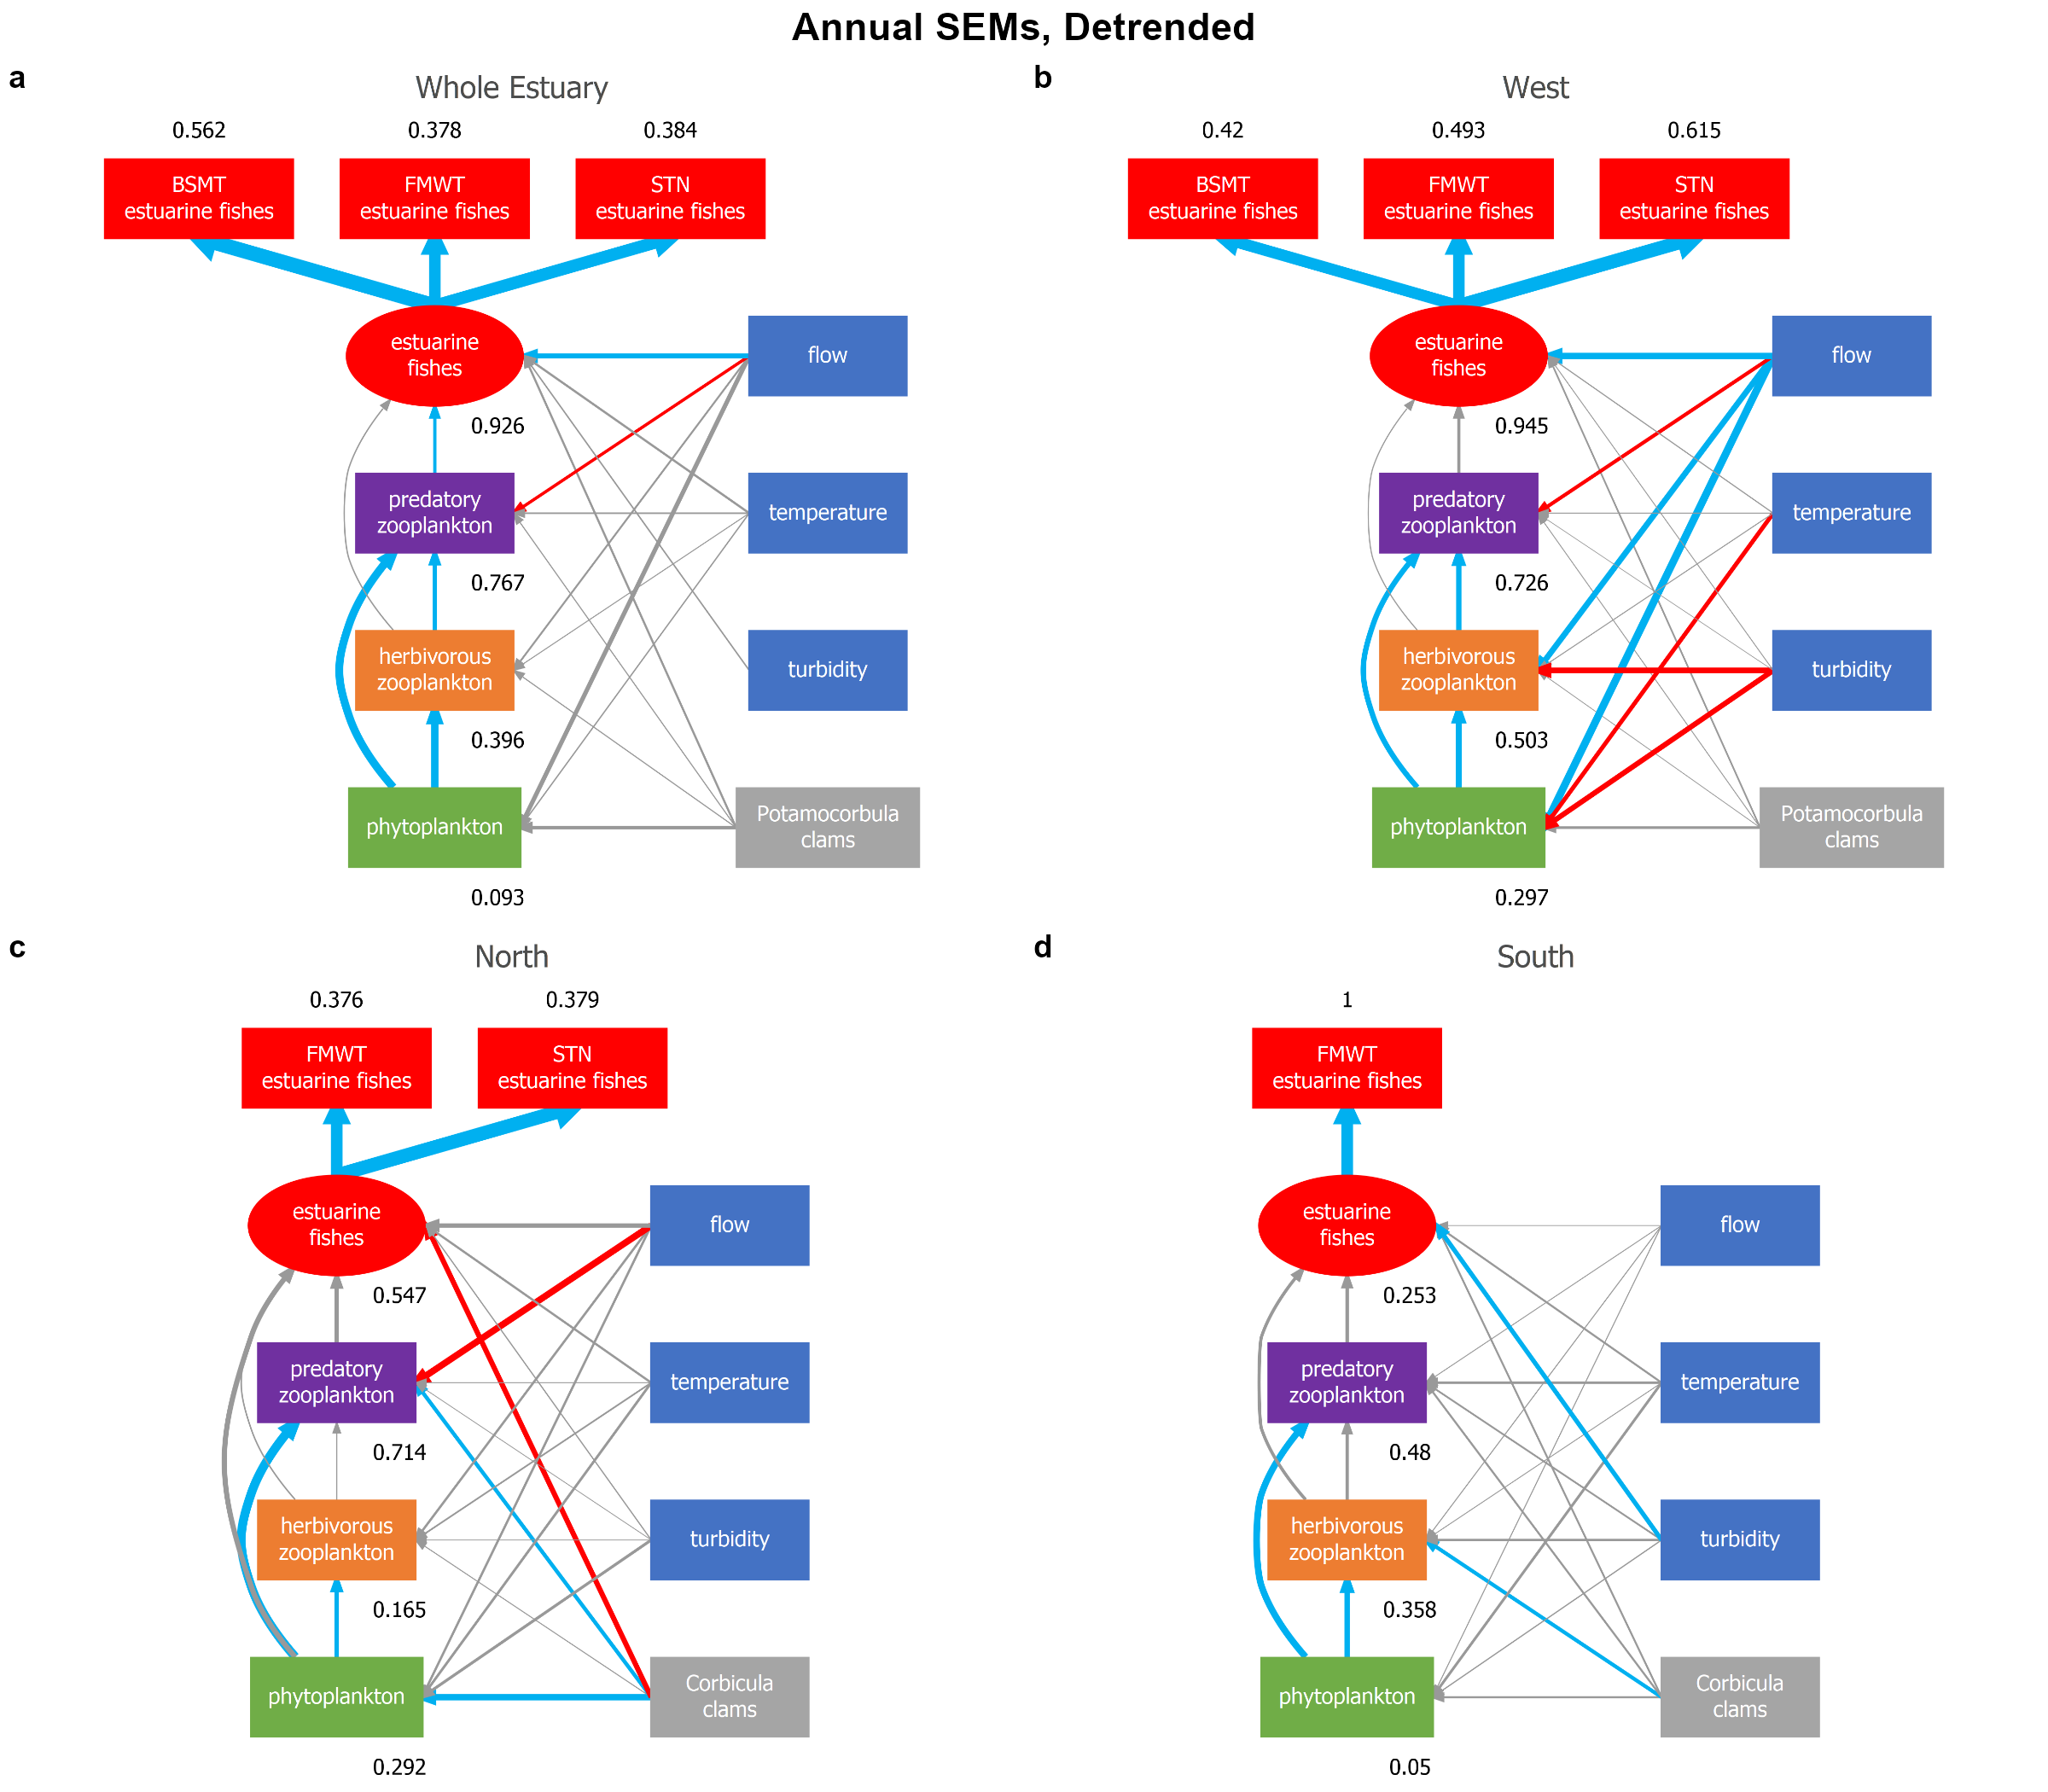 Annual SEMs, Detrended
a
Whole Estuary
0.562
0.378
0.384
BSMT
estuarine fishes
FMWT
estuarine fishes
STN
estuarine fishes
estuarine
fishes
flow
0.926
predatory
zooplankton
temperature
0.767
herbivorous
zooplankton
turbidity
0.396
phytoplankton
Potamocorbula
clams
0.093
b
West
0.42
0.493
0.615
BSMT
estuarine fishes
FMWT
estuarine fishes
STN
estuarine fishes
estuarine
fishes
flow
0.945
predatory
zooplankton
temperature
0.726
herbivorous
zooplankton
turbidity
0.503
phytoplankton
Potamocorbula
clams
0.297
c
North
0.376
0.379
FMWT
estuarine fishes
STN
estuarine fishes
estuarine
fishes
flow
0.547
predatory
zooplankton
temperature
0.714
herbivorous
zooplankton
turbidity
0.165
phytoplankton
Corbicula
clams
0.292
d
South
1
FMWT
estuarine fishes
estuarine
fishes
flow
0.253
predatory
zooplankton
temperature
0.48
herbivorous
zooplankton
turbidity
0.358
phytoplankton
Corbicula
clams
0.05